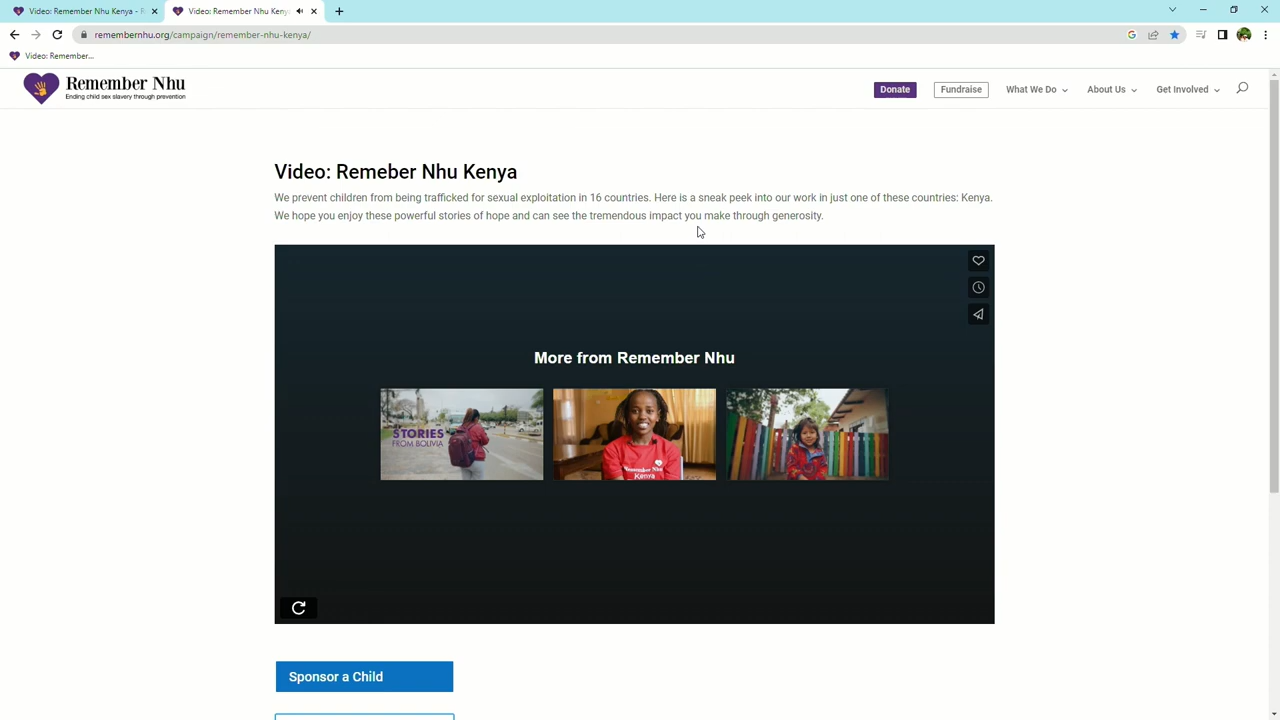 Video: Remember Nhu Kenya - R
Video: Remember Nhu Keny
remembernhu.org/campaign/remember-nhu-kenya/
Video: Remember...
Remember Nhu
Ending child sex slavery through prevention
Donate
Fundraise
What We Do
About Us
Get Involved
Video: Remeber Nhu Kenya
We prevent children from being trafficked for sexual exploitation in 16 countries. Here is a sneak peek into our work in just one of these countries: Kenya.
We hope you enjoy these powerful stories of hope and can see the tremendous impact you make through generosity.
More from Remember Nhu
STORIES
FROM BOLIVIA
Remember Nhu
Kenya
Sponsor a Child